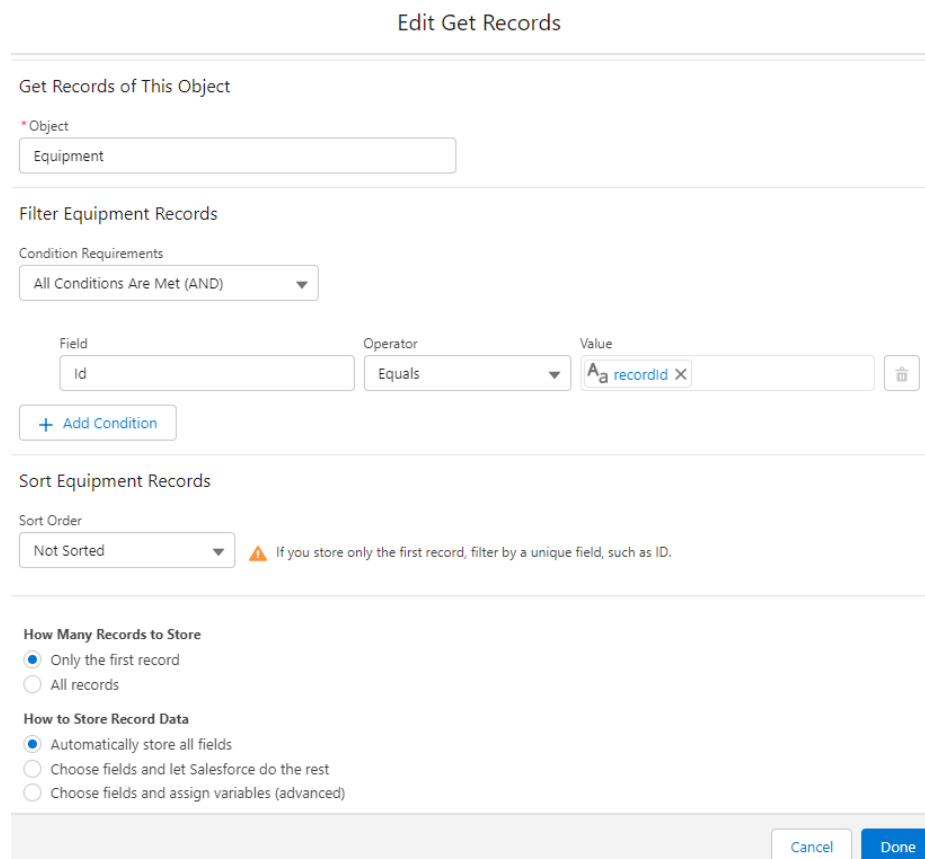 Edit Get Records
Get Records of This Object
* Object
Equipment
Filter Equipment Records
Condition Requirements
All Conditions Are Met (AND)
Field Operator Value
Id Equals Aa recordId
+ Add Condition
Sort Equipment Records
Sort Order
Not Sorted If you store only the first record, filter by a unique field, such as ID.
How Many Records to Store
Only the first record
All records
How to Store Record Data
Automatically store all fields
Choose fields and let Salesforce do the rest
Choose fields and assign variables (advanced)
Cancel Done